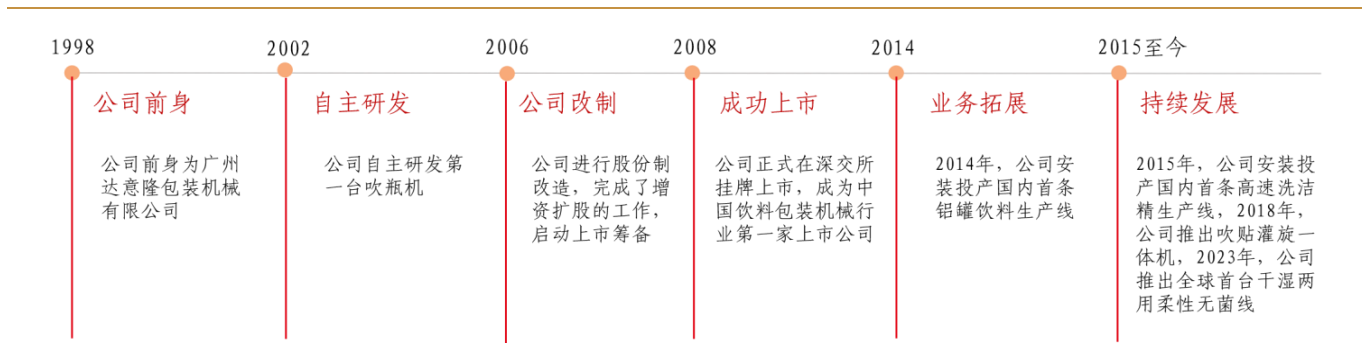 1998
2002
2006
2008
2014
2015至今
公司前身
自主研发
公司改制
成功上市
业务拓展
持续发展
公司前身为广州
达意隆包装机械
有限公司
公司自主研发第
一台吹瓶机
公司进行股份制
改造，完成了增
资扩股的工作，
启动上市筹备
公司正式在深交所
挂牌上市，成为中
国饮料包装机械行
业第一家上市公司
2014年，公司安
装投产国内首条
铝罐饮料生产线
2015年，公司安装投
产国内首条高速洗洁
精生产线，2018年，
公司推出吹贴灌旋一
体机，2023年，公司
推出全球首台干湿两
用柔性无菌线